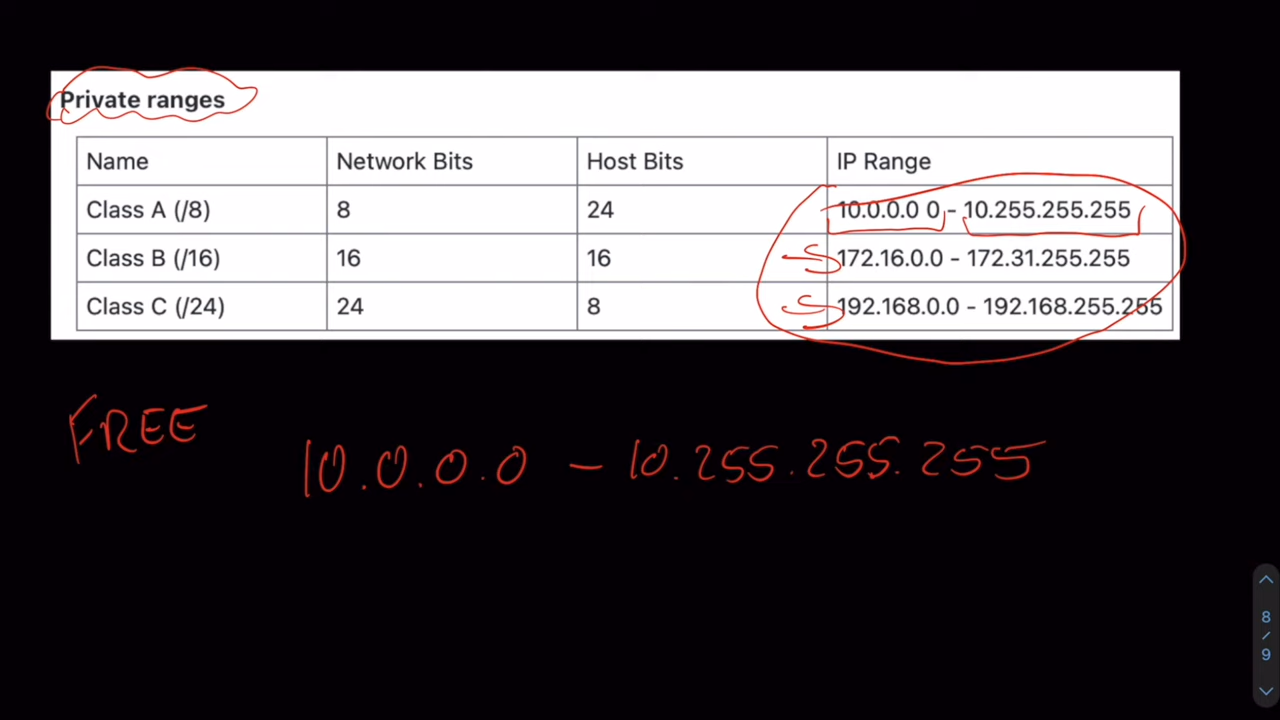 Private ranges
Name Network Bits Host Bits IP Range
Class A (/8) 8 24 10.0.0.0 0 - 10.255.255.255
Class B (/16) 16 16 172.16.0.0 - 172.31.255.255
Class C (/24) 24 8 192.168.0.0 - 192.168.255.255
FREE
10.0.0.0 - 10.255.255.255
8
/
9